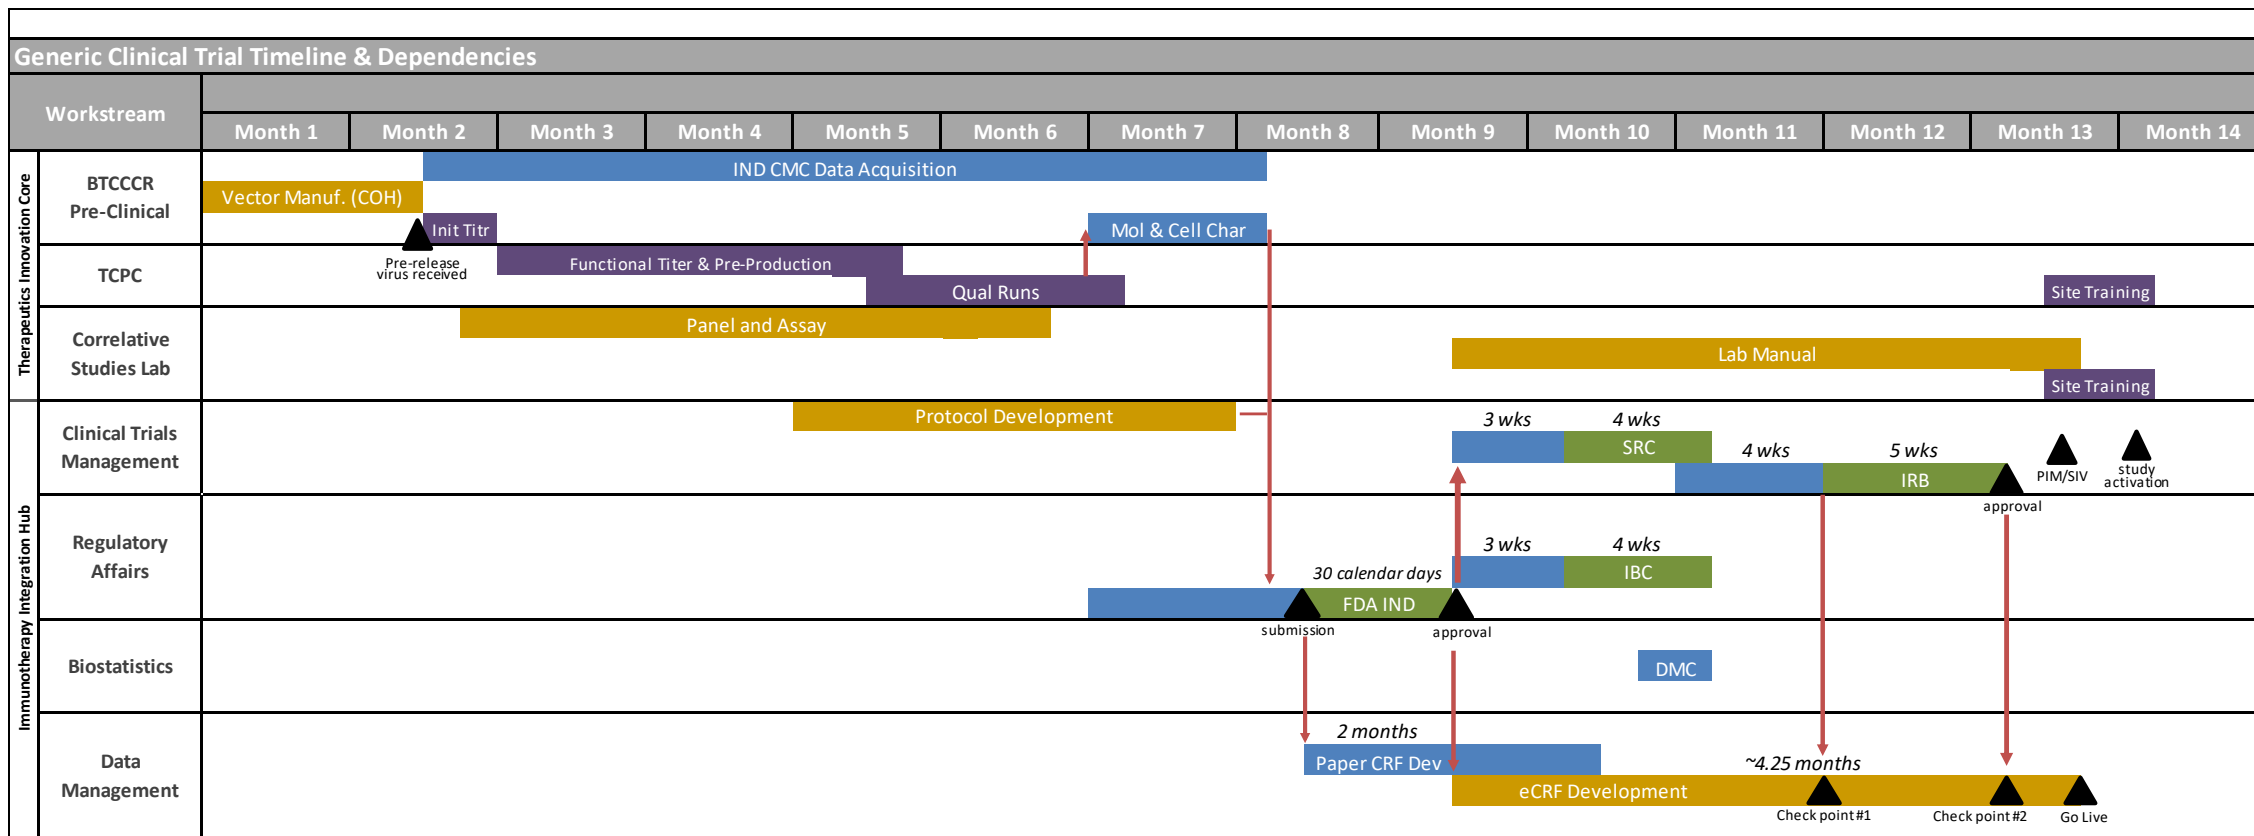 Generic Clinical Trial Timeline & Dependencies
Workstream
Month 1
Month 2
Month 3
Month 4
Month 5
Month 6
Month 7
Month 8
Month 9
Month 10
Month 11
Month 12
Month 13
Month 14
Therapeutics Innovation Core
BTCCCR
Pre-Clinical
IND CMC Data Acquisition
Vector Manuf. (COH)
Init Titr
Mol & Cell Char
Pre-release
virus received
TCPC
Functional Titer & Pre-Production
Qual Runs
Site Training
Correlative
Studies Lab
Panel and Assay
Lab Manual
Site Training
Immunotherapy Integration Hub
Clinical Trials
Management
Protocol Development
3 wks
4 wks
SRC
4 wks
5 wks
IRB
approval
PIM/SIV
study
activation
Regulatory
Affairs
3 wks
4 wks
IBC
30 calendar days
FDA IND
submission
approval
Biostatistics
DMC
Data
Management
2 months
Paper CRF Dev
~4.25 months
eCRF Development
Check point #1
Check point #2
Go Live